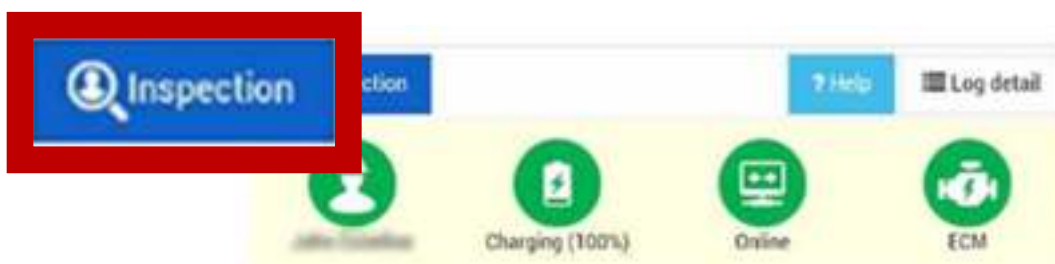 Inspection
ction
? Help
Log detail
Charging (100%)
Online
ECM